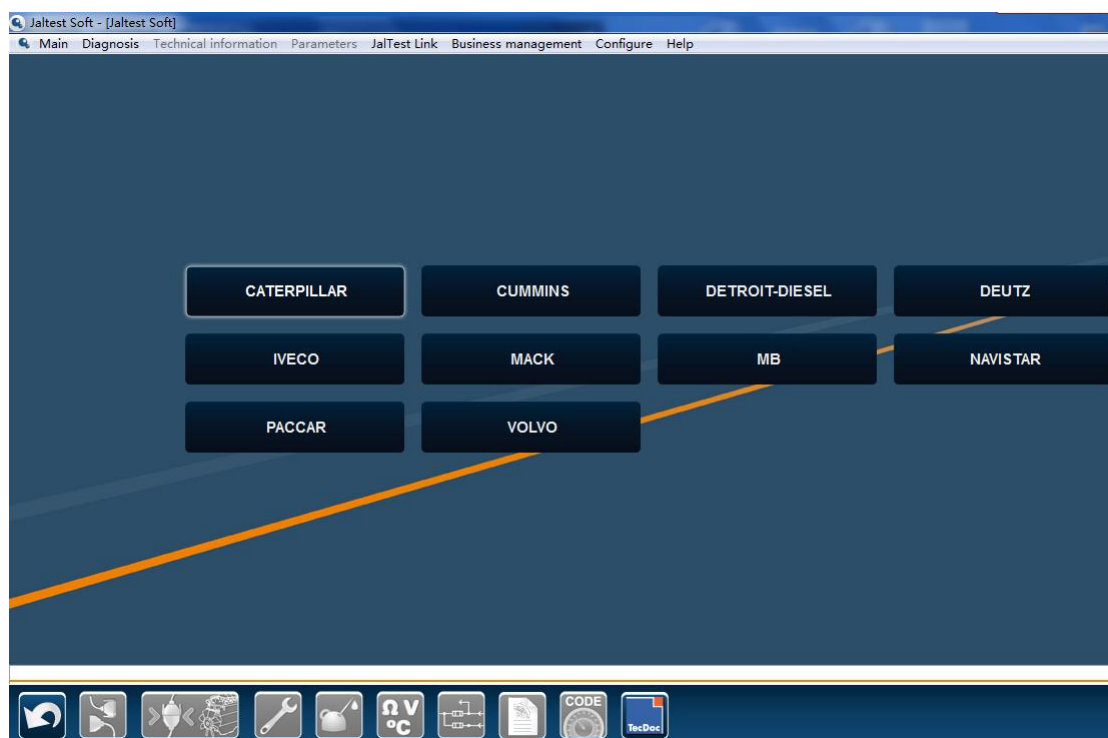 Jaltest Soft - [Jaltest Soft]
Main Diagnosis Technical information Parameters JalTest Link Business management Configure Help
CATERPILLAR CUMMINS DETROIT-DIESEL DEUTZ
IVECO MACK MB NAVISTAR
PACCAR VOLVO
Ω V
°C
CODE
TecDoc